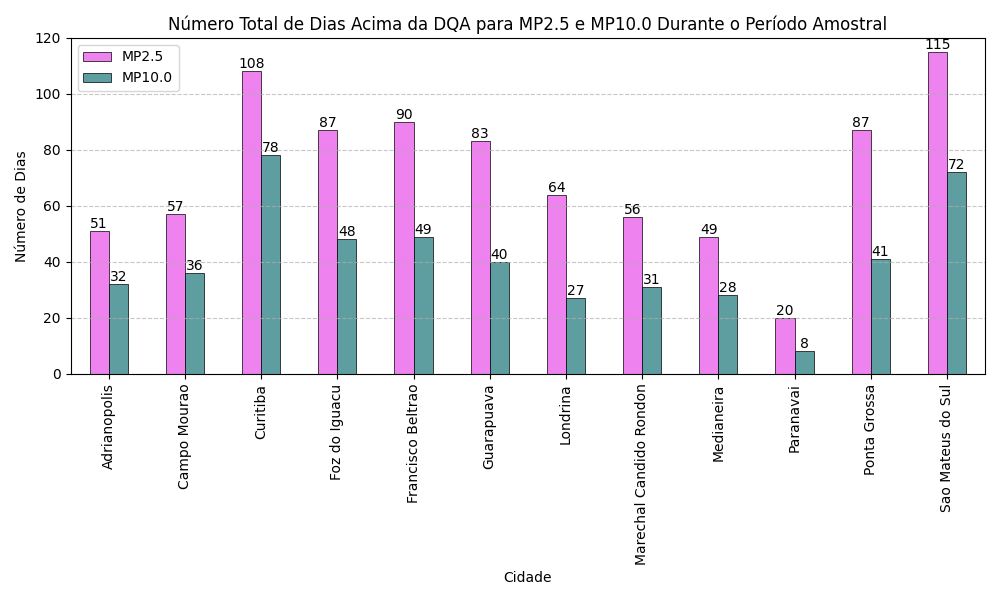 Número Total de Dias Acima da DQA para MP2.5 e MP10.0 Durante o Período Amostral
MP2.5
MP10.0
Número de Dias
120
100
80
60
40
20
0
51
32
57
36
108
78
87
48
90
49
83
40
64
27
56
31
49
28
20
8
87
41
115
72
Adrianopolis
Campo Mourao
Curitiba
Foz do Iguacu
Francisco Beltrao
Guarapuava
Londrina
Marechal Candido Rondon
Medianeira
Paranavai
Ponta Grossa
Sao Mateus do Sul
Cidade